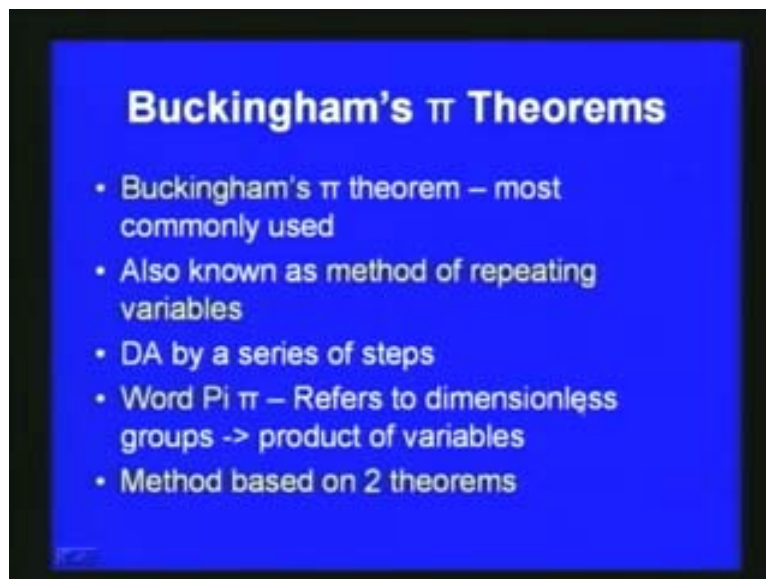 Buckingham's π Theorems
• Buckingham's π theorem – most
commonly used
• Also known as method of repeating
variables
• DA by a series of steps
• Word Pi π – Refers to dimensionless
groups -> product of variables
• Method based on 2 theorems